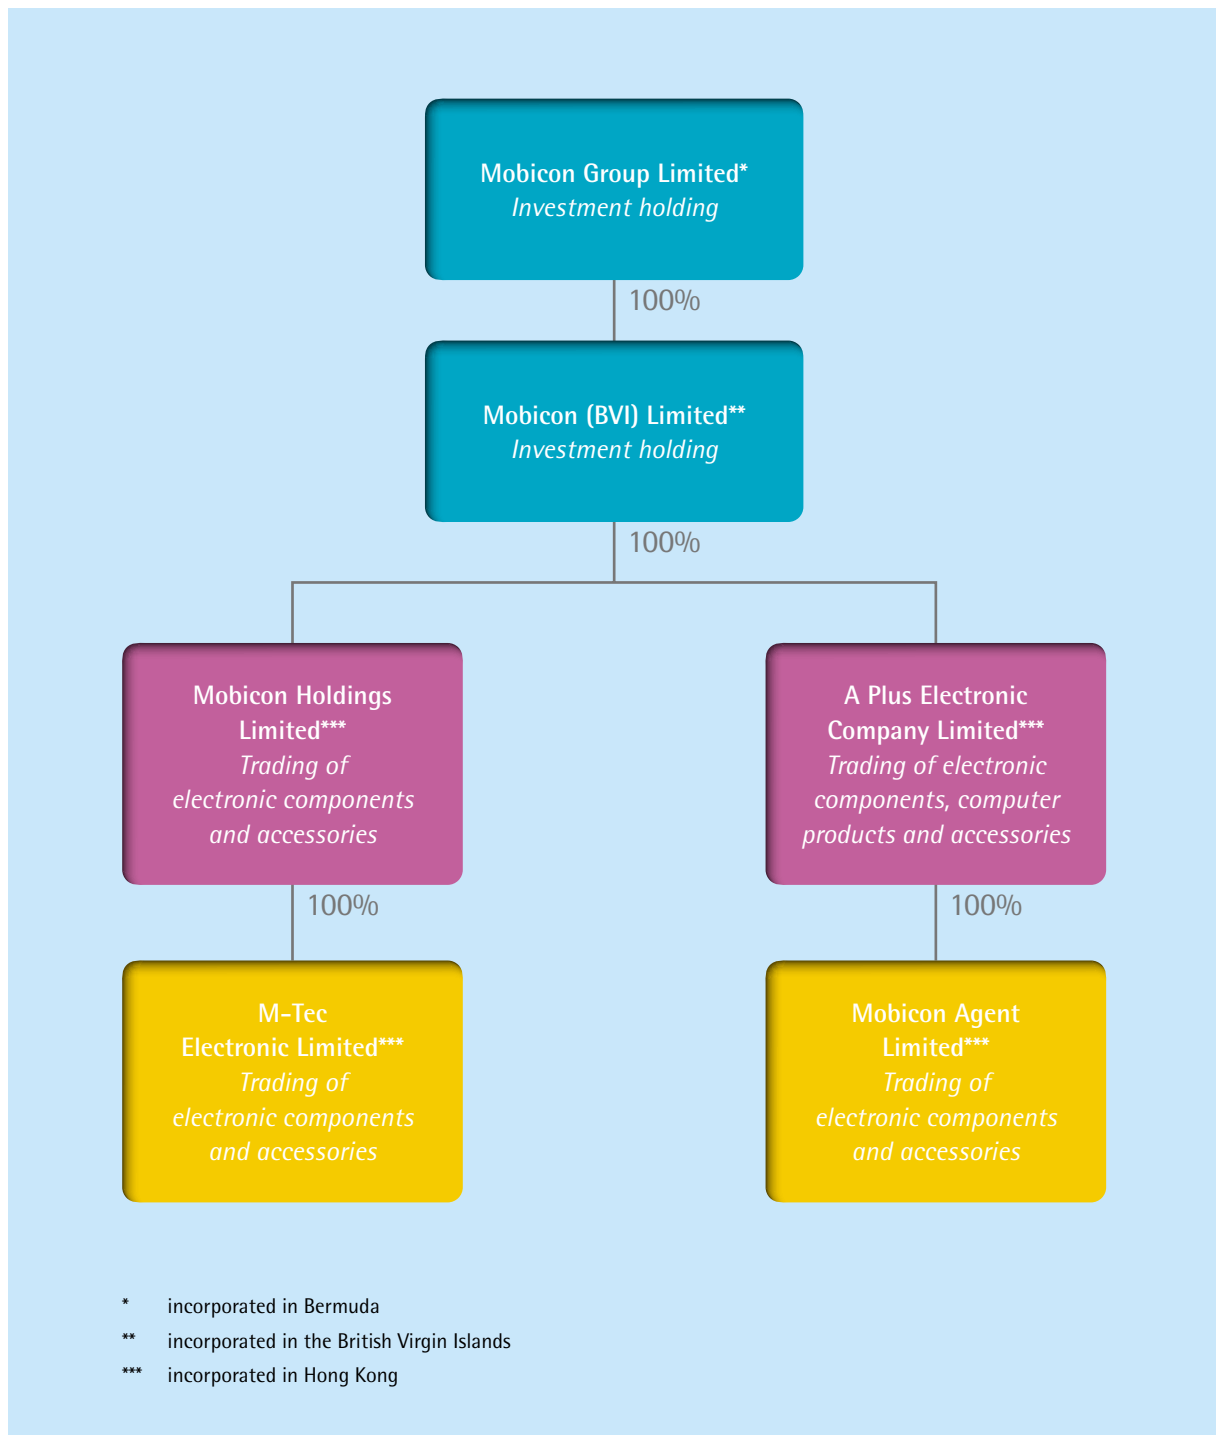 Mobicon Group Limited*
Investment holding
100%
Mobicon (BVI) Limited**
Investment holding
100%
Mobicon Holdings
Limited***
Trading of
electronic components
and accessories
A Plus Electronic
Company Limited***
Trading of electronic
components, computer
products and accessories
100%
100%
M-Tec
Electronic Limited***
Trading of
electronic components
and accessories
Mobicon Agent
Limited***
Trading of
electronic components
and accessories
* incorporated in Bermuda
** incorporated in the British Virgin Islands
*** incorporated in Hong Kong